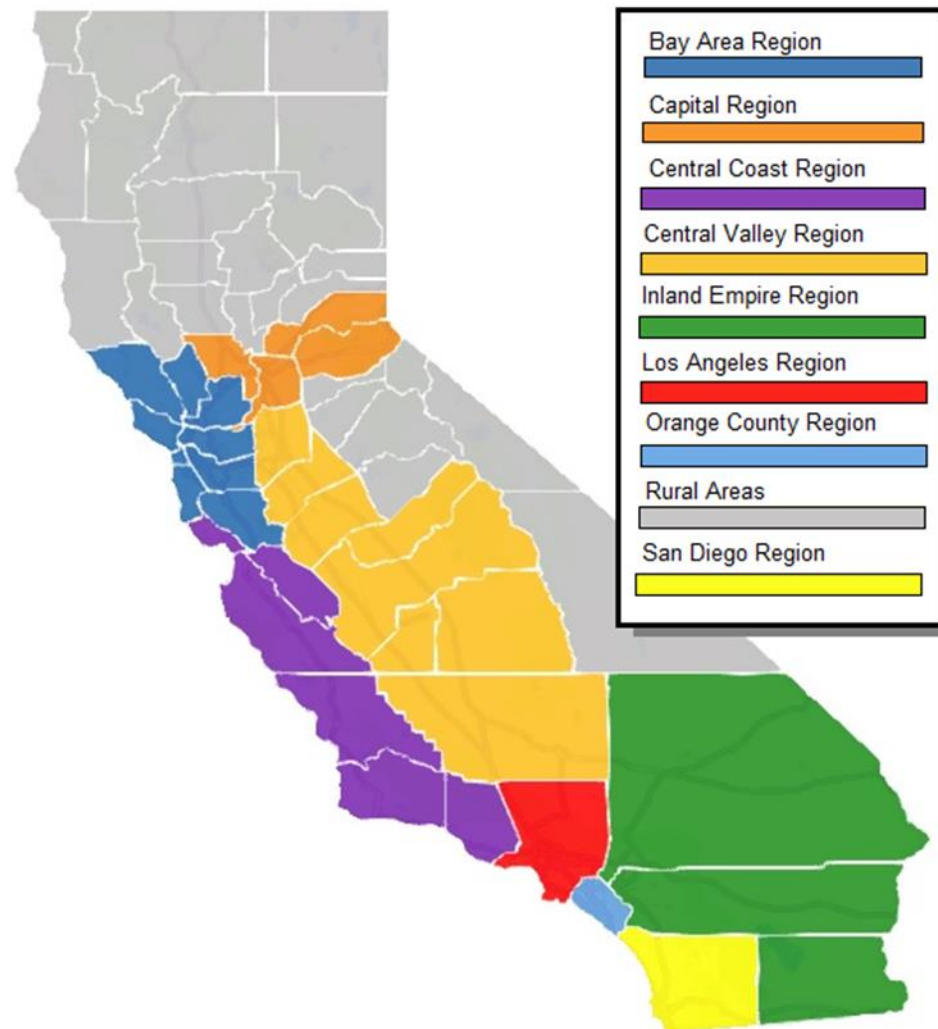 Bay Area Region
Capital Region
Central Coast Region
Central Valley Region
Inland Empire Region
Los Angeles Region
Orange County Region
Rural Areas
San Diego Region